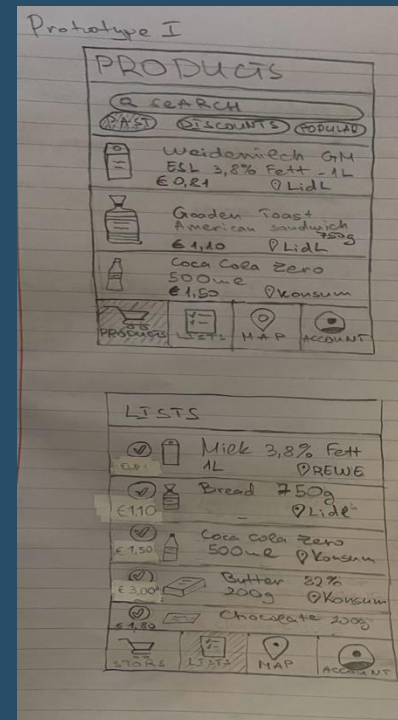 Prototype I
PRODUCTS
SEARCH
PAST DISCOUNTS POPULAR
Weidemilch GM
ESL 3,8% Fett - 1L
€ 0,81 Lidl
Gooden Toast
American sandwich
750g
€ 1,10 Lidl
Coca Cola Zero
500ml
€ 1,50 Konsum
PRODUCTS LISTS MAP ACCOUNT
LISTS
Milk 3,8% Fett
1L REWE
Bread 750g
€1,10 Lidl
Coca Cola Zero
€ 1,50 500ml Konsum
Butter 82%
€ 3,00 200g Konsum
Chocolate 200g
€ 1,80
STORS LISTS MAP ACCOUNT